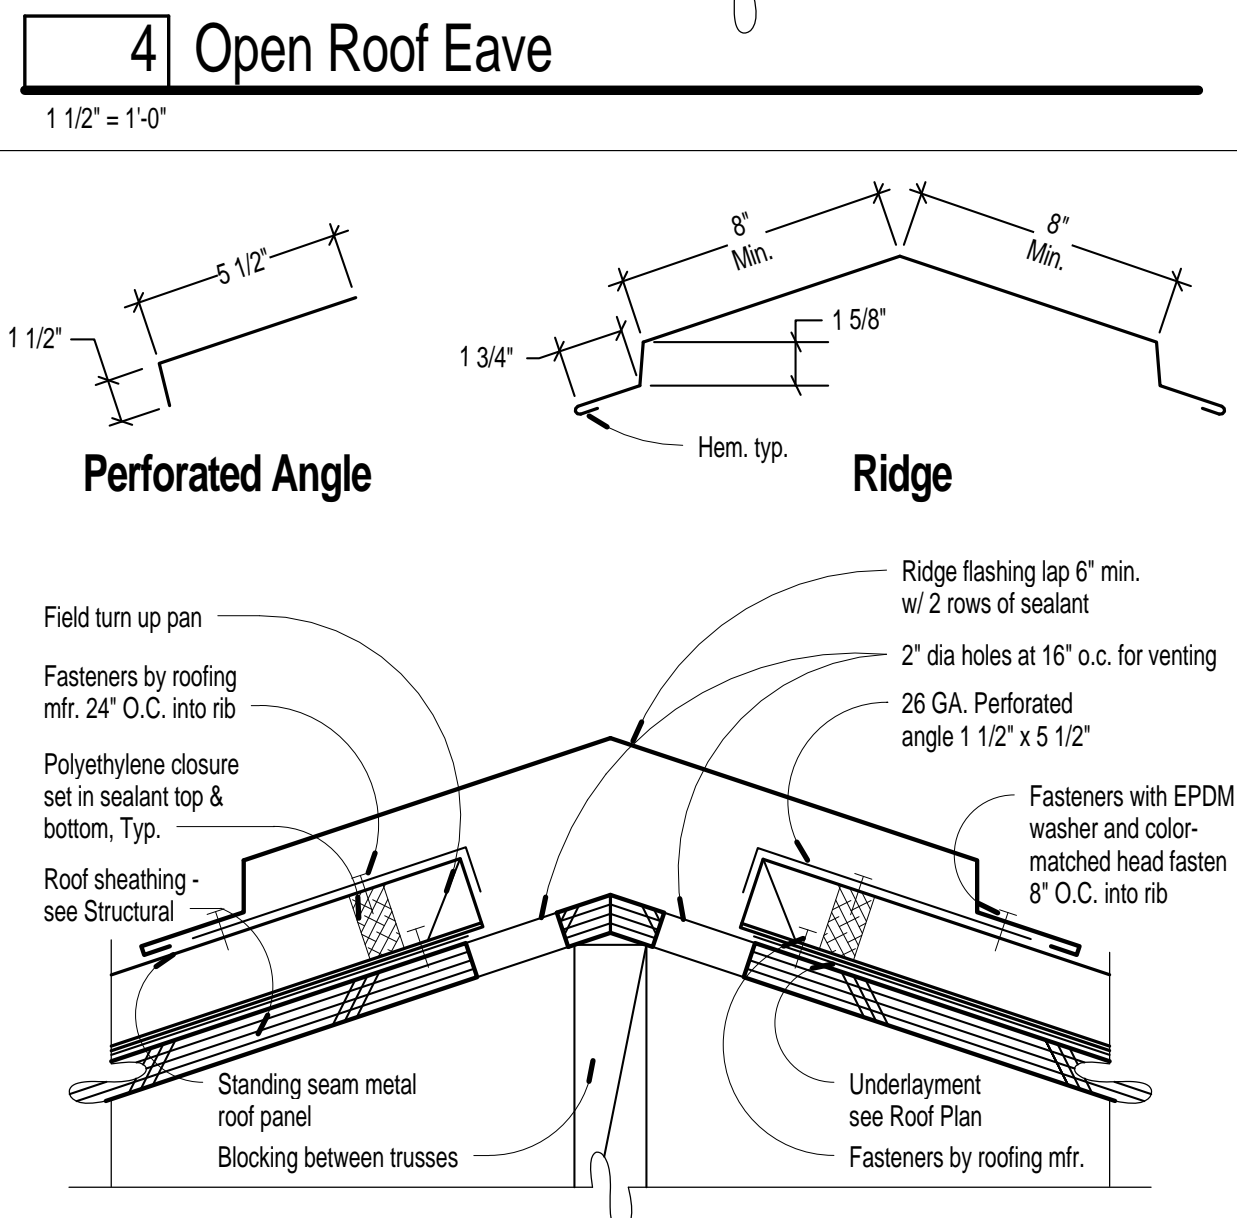 4 Open Roof Eave
1 1/2" = 1'-0"
5 1/2"
1 1/2"
Perforated Angle
8"
Min.
8"
Min.
1 5/8"
1 3/4"
Hem. typ.
Ridge
Field turn up pan
Fasteners by roofing
mfr. 24" O.C. into rib
Polyethylene closure
set in sealant top &
bottom, Typ.
Roof sheathing -
see Structural
Ridge flashing lap 6" min.
w/ 2 rows of sealant
2" dia holes at 16" o.c. for venting
26 GA. Perforated
angle 1 1/2" x 5 1/2"
Fasteners with EPDM
washer and color-
matched head fasten
8" O.C. into rib
Standing seam metal
roof panel
Blocking between trusses
Underlayment
see Roof Plan
Fasteners by roofing mfr.